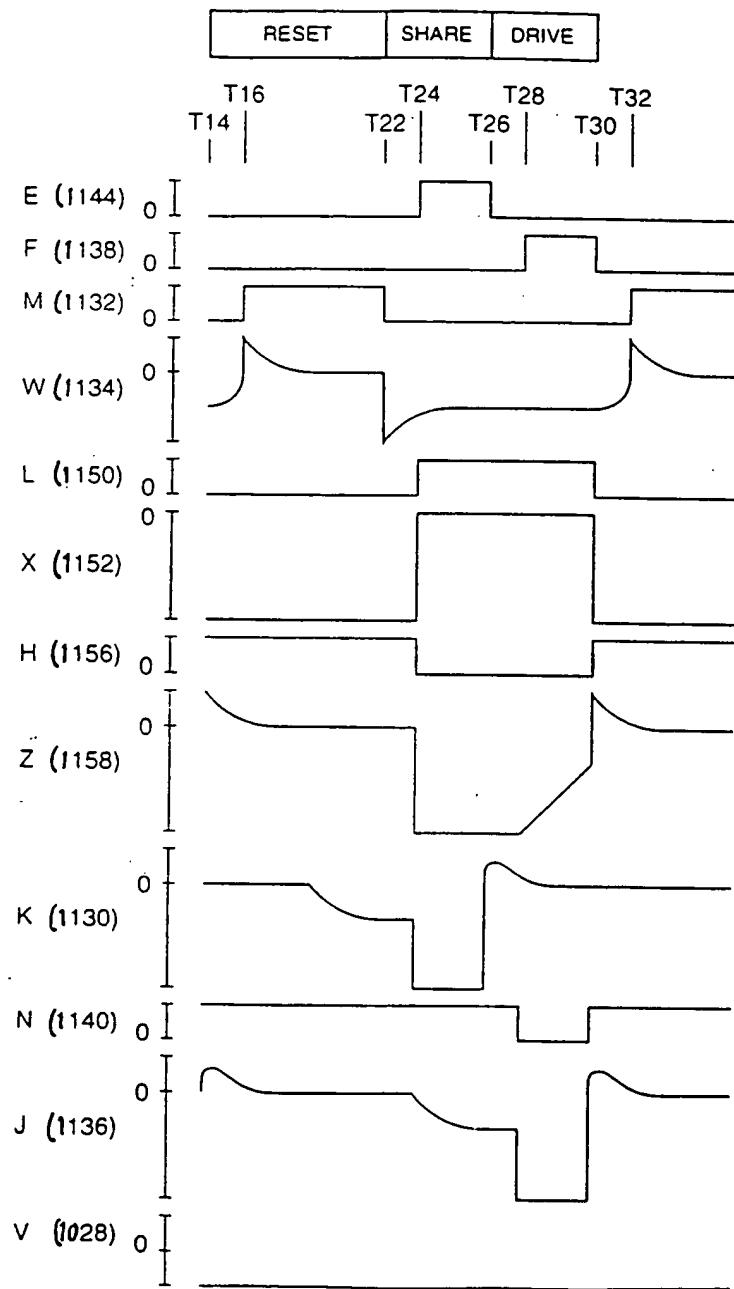 RESET SHARE DRIVE
T16 T24 T28 T32
T14 T22 T26 T30
E (1144) 0
F (1138) 0
M (1132) 0
W (1134) 0
L (1150) 0
X (1152) 0
H (1156) 0
Z (1158) 0
K (1130) 0
N (1140) 0
J (1136) 0
V (1028) 0